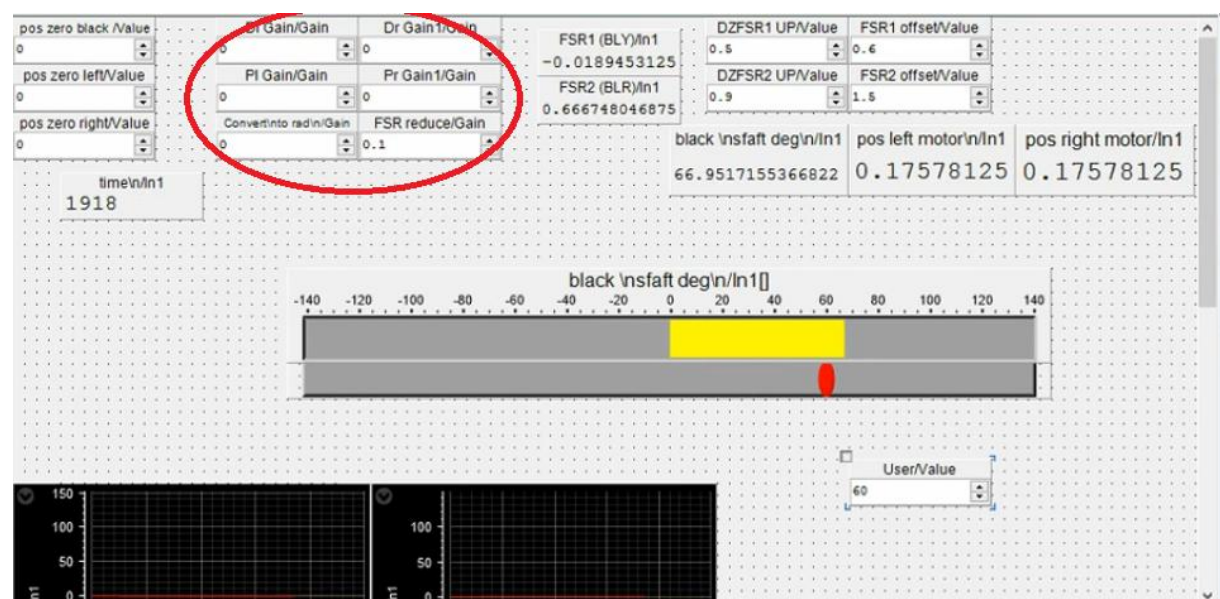 pos zero black /Value
0
pos zero left/Value
0
pos zero right/Value
0
time\n/In1
1918
Dl Gain/Gain
0
Dr Gain1/Gain
0
Pl Gain/Gain
0
Pr Gain1/Gain
0
Convert\nto rad\n/Gain
0
FSR reduce/Gain
0.1
FSR1 (BLY)/In1
-0.0189453125
FSR2 (BLR)/In1
0.666748046875
DZFSR1 UP/Value
0.5
FSR1 offset/Value
0.6
DZFSR2 UP/Value
0.9
FSR2 offset/Value
1.5
black \nsfaft deg\n/In1
66.9517155366822
pos left motor\n/In1
0.17578125
pos right motor/In1
0.17578125
black \nsfaft deg\n/In1[]
-140 -120 -100 -80 -60 -40 -20 0 20 40 60 80 100 120 140
User/Value
60
150
100
50
0
In1
100
50
0
In1